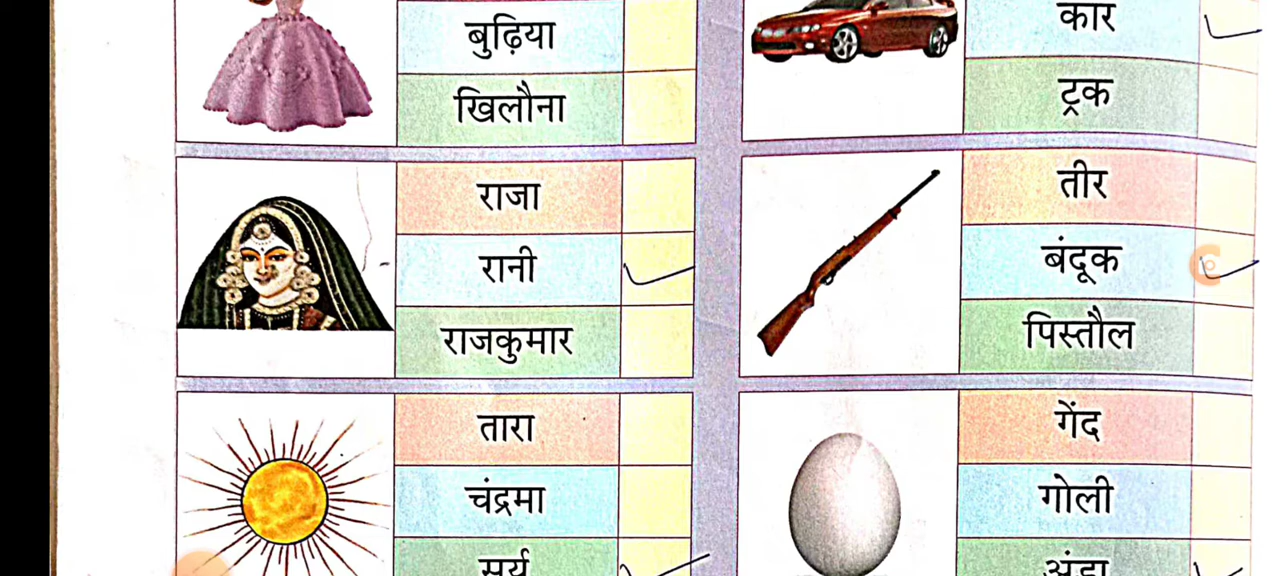 बुढ़िया
खिलौना
कार
ट्रक
राजा
रानी
राजकुमार
तीर
बंदूक
पिस्तौल
तारा
चंद्रमा
सूर्य
गेंद
गोली
अंडा